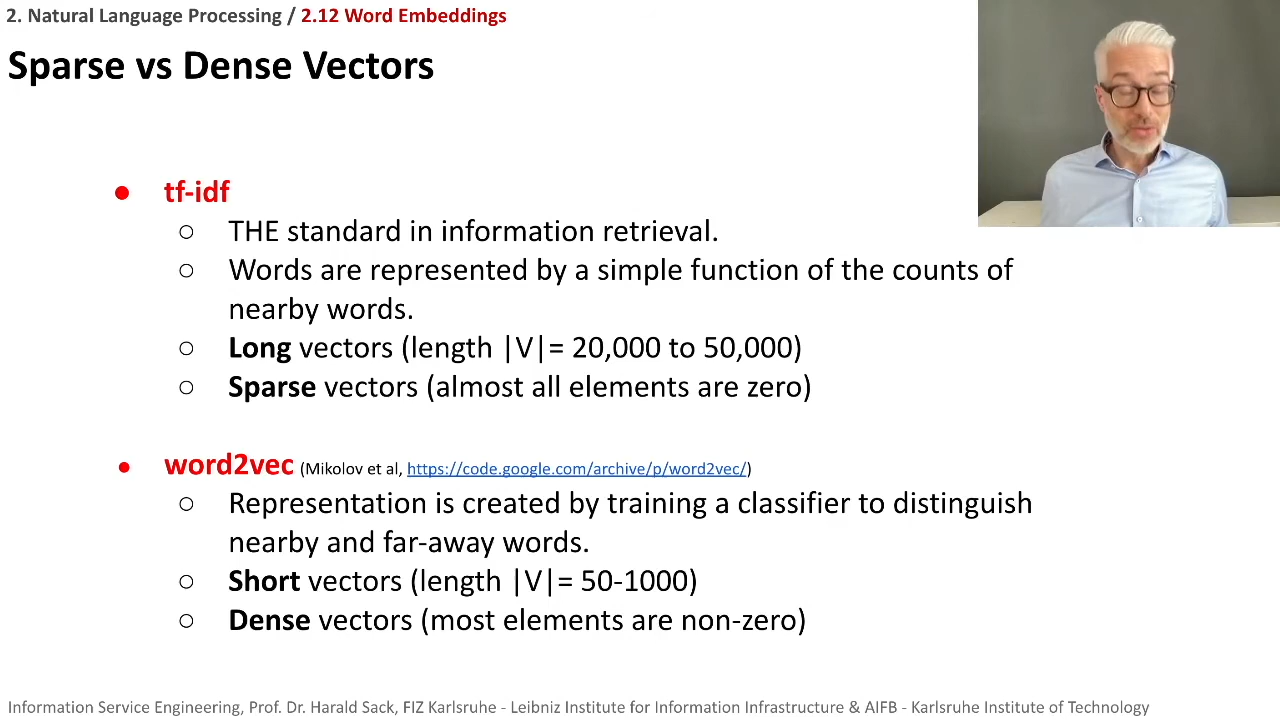 2. Natural Language Processing / 2.12 Word Embeddings
Sparse vs Dense Vectors
● tf-idf
○ THE standard in information retrieval.
○ Words are represented by a simple function of the counts of
nearby words.
○ Long vectors (length |V|= 20,000 to 50,000)
○ Sparse vectors (almost all elements are zero)
● word2vec (Mikolov et al, https://code.google.com/archive/p/word2vec/)
○ Representation is created by training a classifier to distinguish
nearby and far-away words.
○ Short vectors (length |V|= 50-1000)
○ Dense vectors (most elements are non-zero)
Information Service Engineering, Prof. Dr. Harald Sack, FIZ Karlsruhe - Leibniz Institute for Information Infrastructure & AIFB - Karlsruhe Institute of Technology